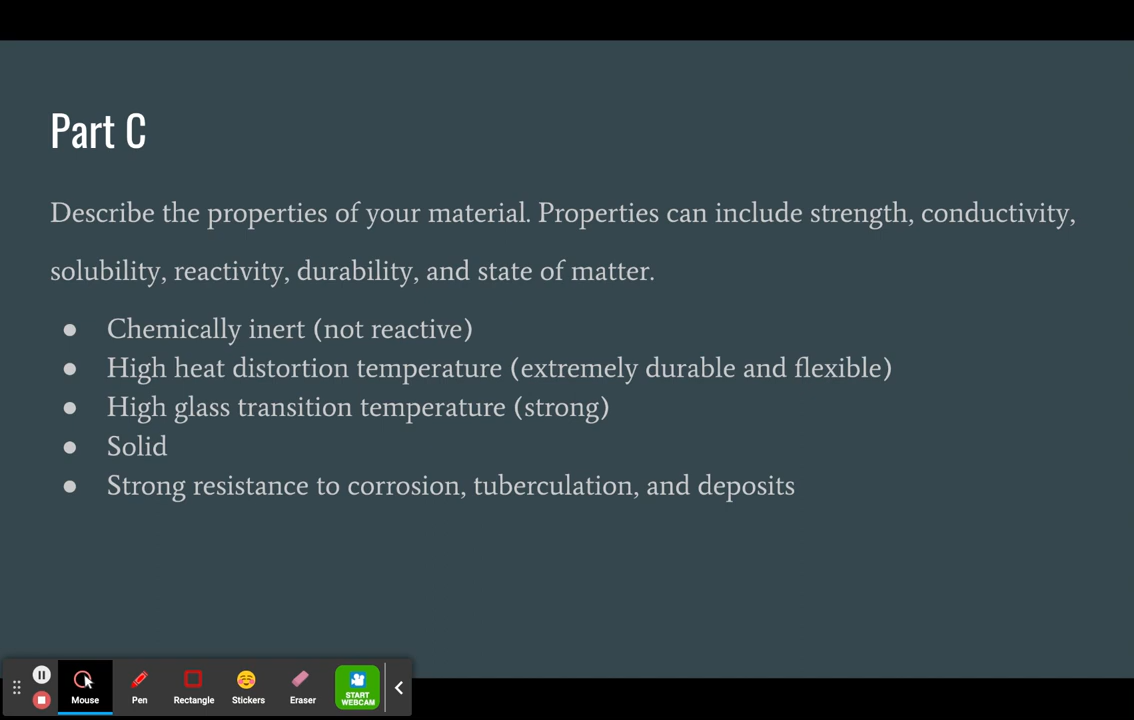 Part C
Describe the properties of your material. Properties can include strength, conductivity,
solubility, reactivity, durability, and state of matter.
● Chemically inert (not reactive)
● High heat distortion temperature (extremely durable and flexible)
● High glass transition temperature (strong)
● Solid
● Strong resistance to corrosion, tuberculation, and deposits
Mouse Pen Rectangle Stickers Eraser START
WEBCAM